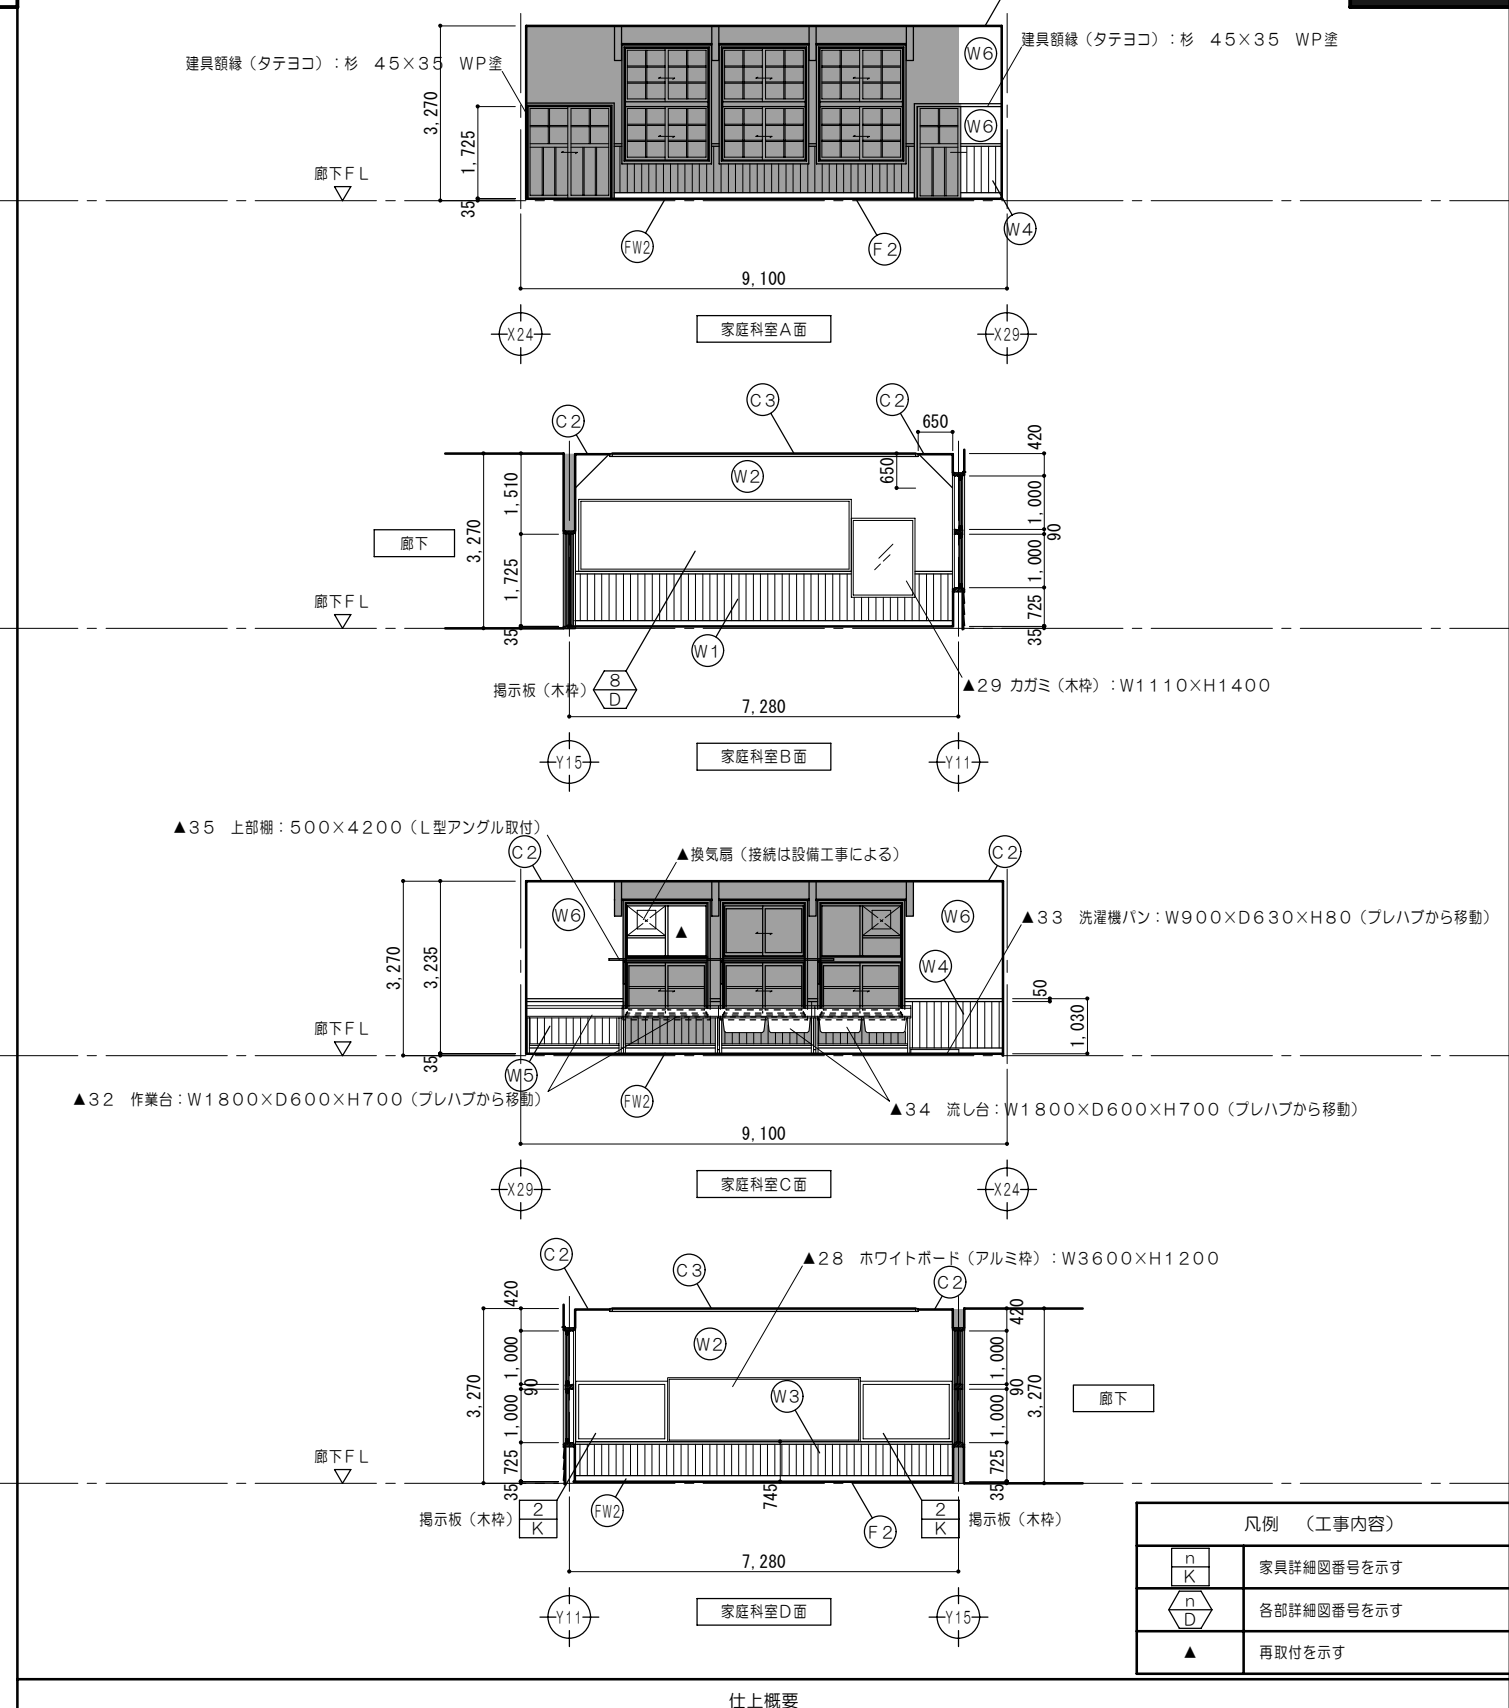 建具額縁（タテヨコ）：杉　45×35　WP塗
建具額縁（タテヨコ）：杉　45×35　WP塗
W6
W6
3,270
1,725
35
廊下FL
FW2
F2
W4
9,100
X24
家庭科室A面
X29
C2
C3
C2
650
650
420
W2
1,510
3,270
1,725
35
廊下
廊下FL
1,000
90
1,000
725
35
W1
掲示板（木枠）
8
D
▲29 カガミ（木枠）：W1110×H1400
7,280
Y15
家庭科室B面
Y11
▲35　上部棚：500×4200（L型アングル取付）
C2
▲換気扇（接続は設備工事による）
C2
W6
▲
W6
▲33　洗濯機パン：W900×D630×H80（プレハブから移動）
3,270
3,235
35
W4
50
1,030
廊下FL
W5
FW2
▲32　作業台：W1800×D600×H700（プレハブから移動）
▲34　流し台：W1800×D600×H700（プレハブから移動）
9,100
X29
家庭科室C面
X24
C2
C3
▲28　ホワイトボード（アルミ枠）：W3600×H1200
C2
420
420
W2
W3
3,270
1,000
90
1,000
725
35
1,000
90
1,000
725
35
3,270
廊下
廊下FL
745
掲示板（木枠）
2
K
FW2
F2
2
K
掲示板（木枠）
7,280
Y11
家庭科室D面
Y15
凡例　（工事内容）
n
K
家具詳細図番号を示す
n
D
各部詳細図番号を示す
▲
再取付を示す
仕上概要